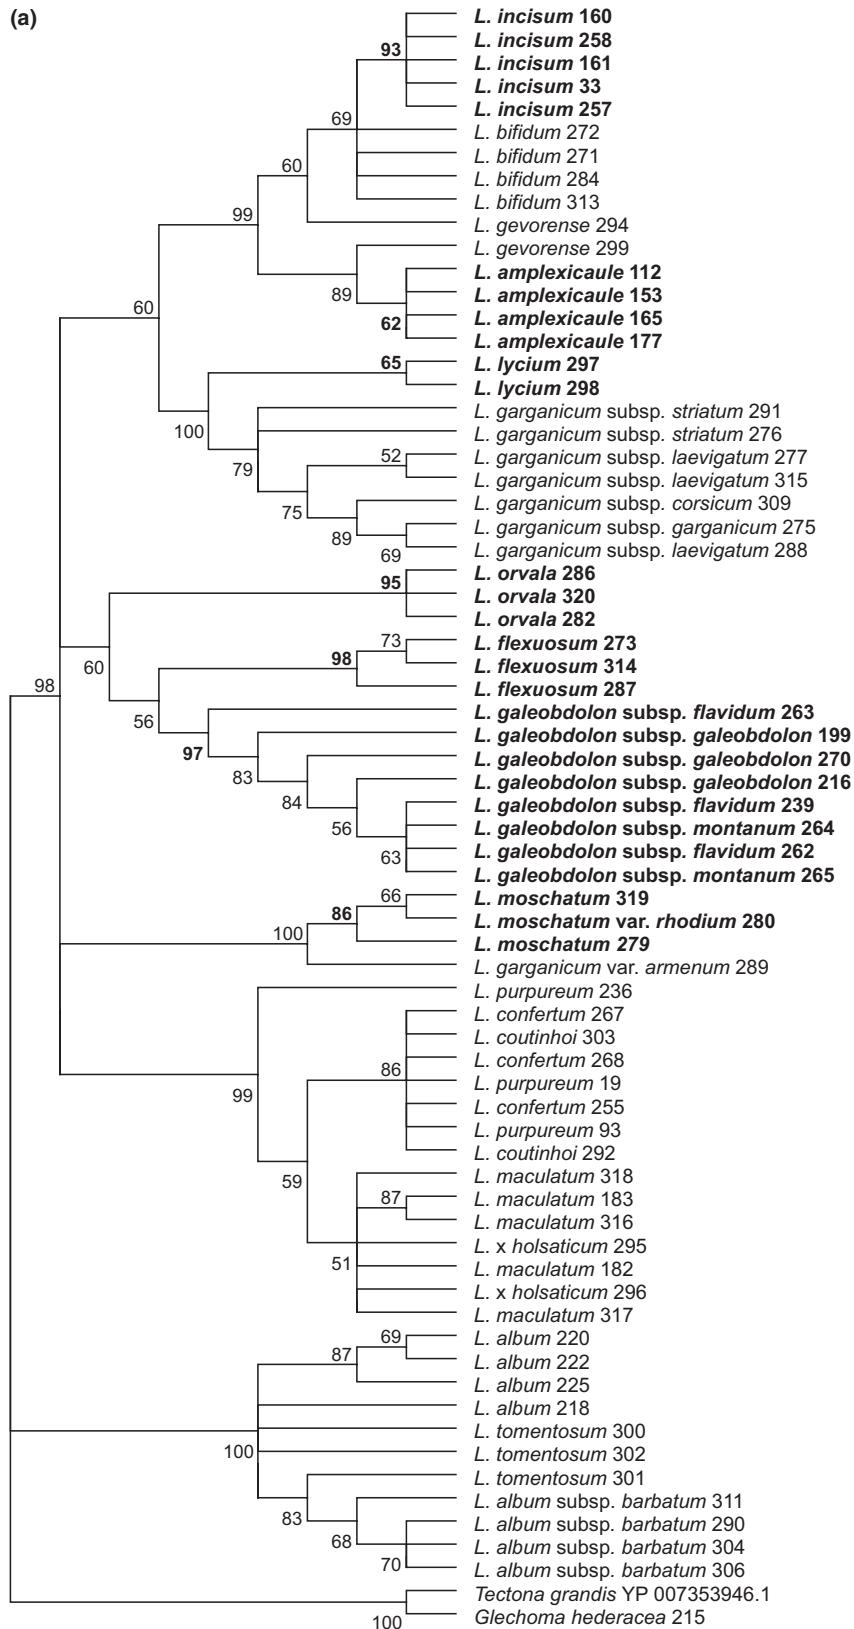 (a)
L. incisum 160
L. incisum 258
93
L. incisum 161
L. incisum 33
L. incisum 257
69
L. bifidum 272
L. bifidum 271
60
L. bifidum 284
L. bifidum 313
99
L. gevorense 294
L. gevorense 299
L. amplexicaule 112
89
L. amplexicaule 153
60
L. amplexicaule 165
62
L. amplexicaule 177
65
L. lycium 297
L. lycium 298
L. garganicum subsp. striatum 291
100
L. garganicum subsp. striatum 276
52
L. garganicum subsp. laevigatum 277
79
L. garganicum subsp. laevigatum 315
L. garganicum subsp. corsicum 309
75
L. garganicum subsp. garganicum 275
89
L. garganicum subsp. laevigatum 288
69
L. orvala 286
95
L. orvala 320
L. orvala 282
73
L. flexuosum 273
98
L. flexuosum 314
60
L. flexuosum 287
98
L. galeobdolon subsp. flavidum 263
56
L. galeobdolon subsp. galeobdolon 199
97
L. galeobdolon subsp. galeobdolon 270
83
L. galeobdolon subsp. galeobdolon 216
84
L. galeobdolon subsp. flavidum 239
56
L. galeobdolon subsp. montanum 264
L. galeobdolon subsp. flavidum 262
63
L. galeobdolon subsp. montanum 265
66
L. moschatum 319
86
L. moschatum var. rhodium 280
100
L. moschatum 279
L. garganicum var. armenum 289
L. purpureum 236
L. confertum 267
L. coutinhoi 303
L. confertum 268
86
L. purpureum 19
99
L. confertum 255
L. purpureum 93
L. coutinhoi 292
59
L. maculatum 318
87
L. maculatum 183
L. maculatum 316
L. x holsaticum 295
51
L. maculatum 182
L. x holsaticum 296
L. maculatum 317
69
L. album 220
87
L. album 222
L. album 225
L. album 218
L. tomentosum 300
100
L. tomentosum 302
L. tomentosum 301
L. album subsp. barbatum 311
83
L. album subsp. barbatum 290
68
L. album subsp. barbatum 304
70
L. album subsp. barbatum 306
Tectona grandis YP 007353946.1
100
Glechoma hederacea 215